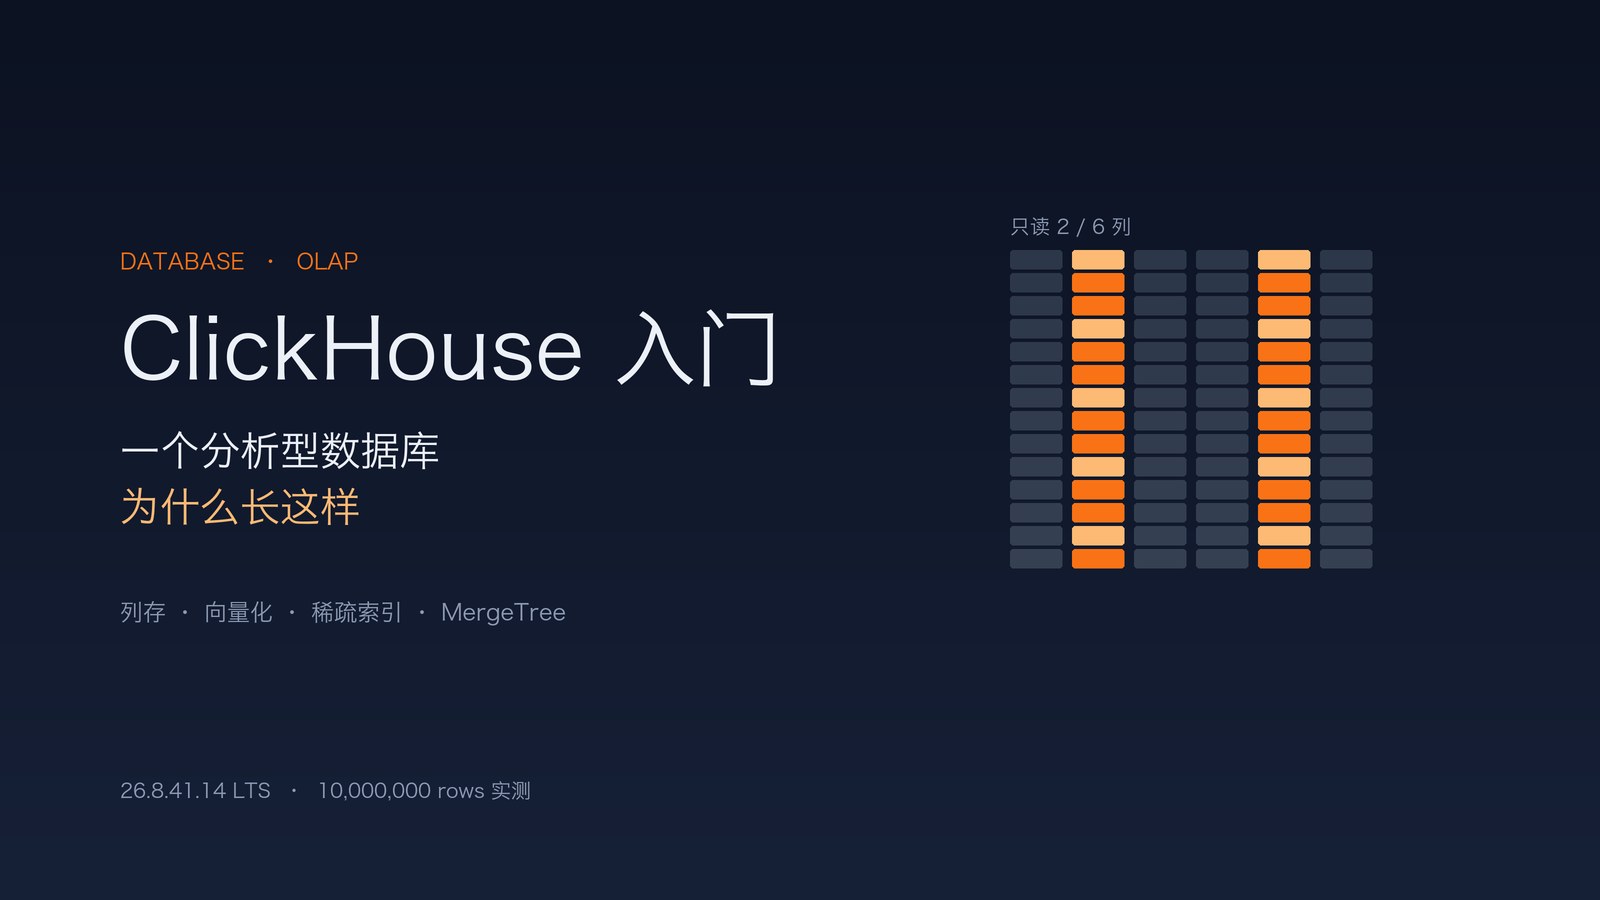 DATABASE · OLAP
ClickHouse 入门
一个分析型数据库
为什么长这样
列存 · 向量化 · 稀疏索引 · MergeTree
26.8.41.14 LTS · 10,000,000 rows 实测
只读 2 / 6 列